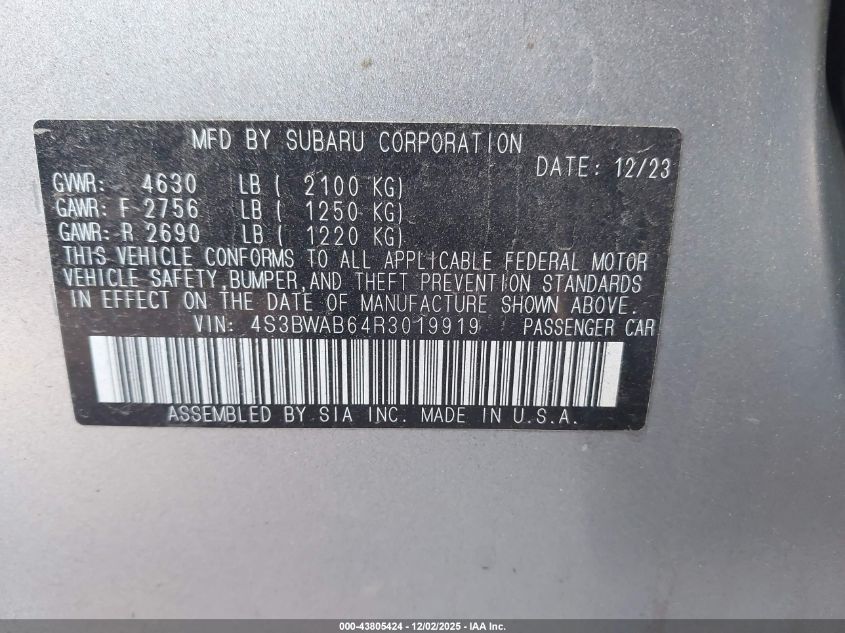 MFD BY SUBARU CORPORATION
DATE: 12/23
GVWR: 4630 LB ( 2100 KG)
GAWR: F 2756 LB ( 1250 KG)
GAWR: R 2690 LB ( 1220 KG)
THIS VEHICLE CONFORMS TO ALL APPLICABLE FEDERAL MOTOR
VEHICLE SAFETY,BUMPER,AND THEFT PREVENTION STANDARDS
IN EFFECT ON THE DATE OF MANUFACTURE SHOWN ABOVE.
VIN: 4S3BWAB64R3019919 PASSENGER CAR
ASSEMBLED BY SIA INC. MADE IN U.S.A.
000-43805424 - 12/02/2025 - IAA Inc.